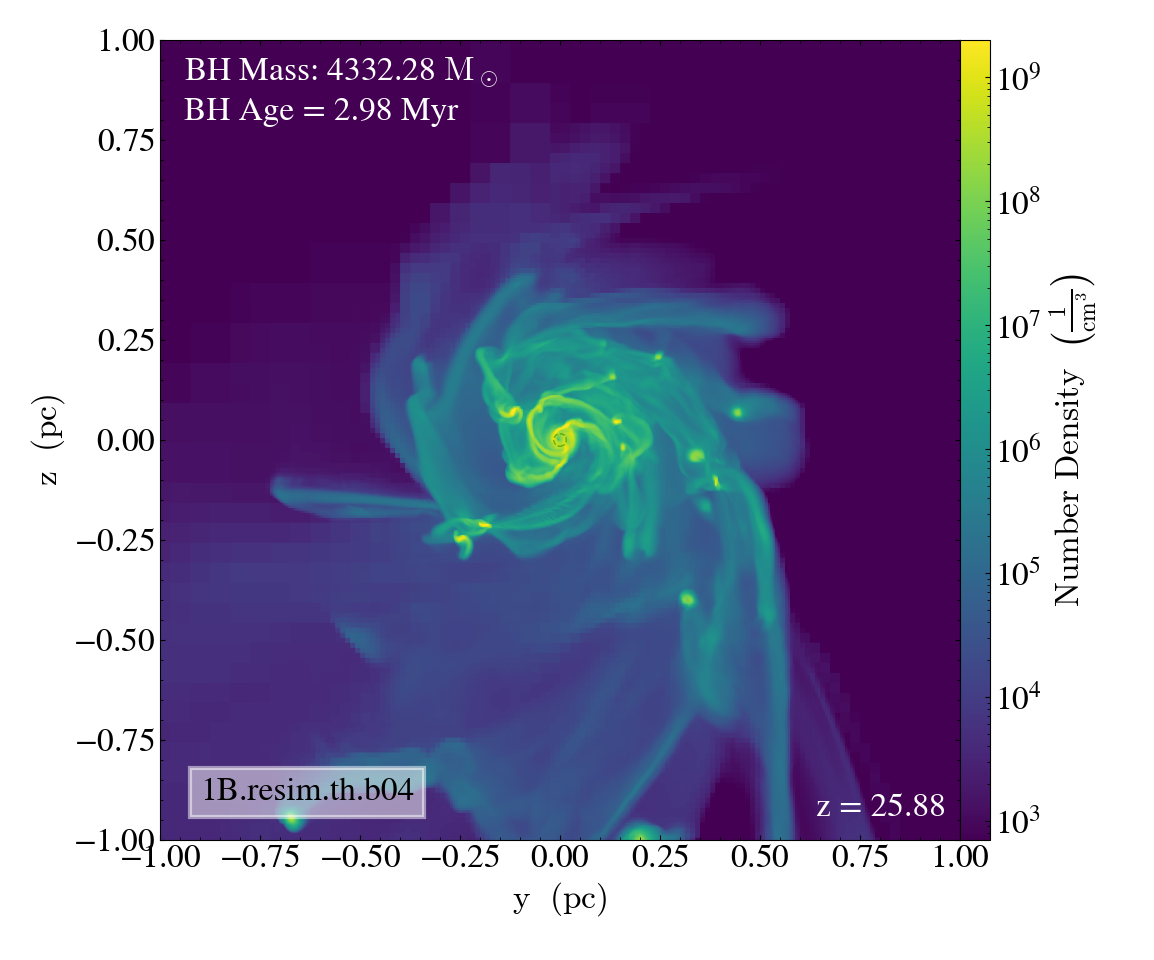 BH Mass: 4332.28 M☉
BH Age = 2.98 Myr
1.00
0.75
0.50
0.25
0.00
−0.25
−0.50
−0.75
−1.00
z (pc)
1B.resim.th.b04
z = 25.88
−1.00 −0.75 −0.50 −0.25 0.00 0.25 0.50 0.75 1.00
y (pc)
10⁹
10⁸
10⁷
10⁶
10⁵
10⁴
10³
Number Density (1/cm³)